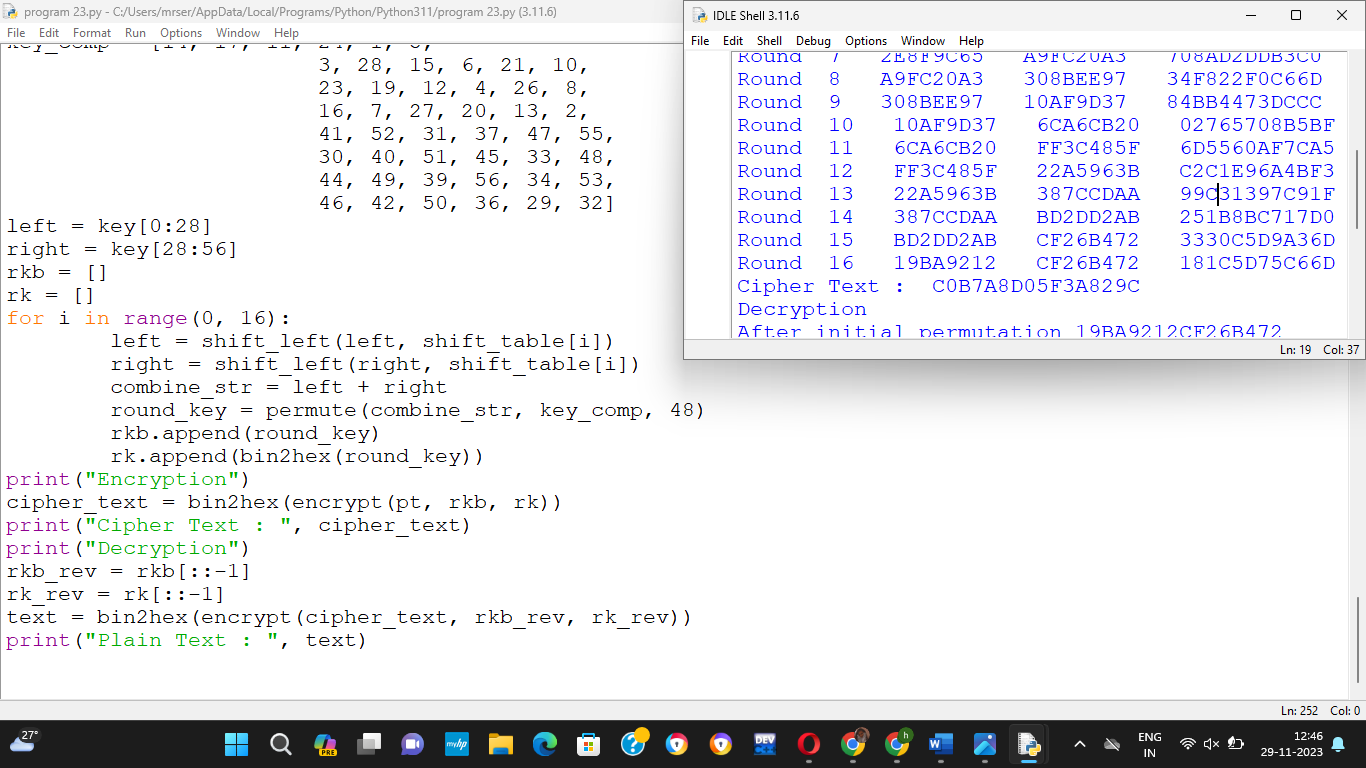 program 23.py - C:/Users/mrser/AppData/Local/Programs/Python/Python311/program 23.py (3.11.6)
File Edit Format Run Options Window Help
key_comp = [14, 17, 11, 24, 1, 5,
3, 28, 15, 6, 21, 10,
23, 19, 12, 4, 26, 8,
16, 7, 27, 20, 13, 2,
41, 52, 31, 37, 47, 55,
30, 40, 51, 45, 33, 48,
44, 49, 39, 56, 34, 53,
46, 42, 50, 36, 29, 32]
left = key[0:28]
right = key[28:56]
rkb = []
rk = []
for i in range(0, 16):
left = shift_left(left, shift_table[i])
right = shift_left(right, shift_table[i])
combine_str = left + right
round_key = permute(combine_str, key_comp, 48)
rkb.append(round_key)
rk.append(bin2hex(round_key))
print("Encryption")
cipher_text = bin2hex(encrypt(pt, rkb, rk))
print("Cipher Text : ", cipher_text)
print("Decryption")
rkb_rev = rkb[::-1]
rk_rev = rk[::-1]
text = bin2hex(encrypt(cipher_text, rkb_rev, rk_rev))
print("Plain Text : ", text)
Ln: 252 Col: 0
IDLE Shell 3.11.6
File Edit Shell Debug Options Window Help
Round 7 2E8F9C65 A9FC20A3 708AD2DDB3C0
Round 8 A9FC20A3 308BEE97 34F822F0C66D
Round 9 308BEE97 10AF9D37 84BB4473DCCC
Round 10 10AF9D37 6CA6CB20 02765708B5BF
Round 11 6CA6CB20 FF3C485F 6D5560AF7CA5
Round 12 FF3C485F 22A5963B C2C1E96A4BF3
Round 13 22A5963B 387CCDAA 99C31397C91F
Round 14 387CCDAA BD2DD2AB 251B8BC717D0
Round 15 BD2DD2AB CF26B472 3330C5D9A36D
Round 16 19BA9212 CF26B472 181C5D75C66D
Cipher Text : C0B7A8D05F3A829C
Decryption
After initial permutation 19BA9212CF26B472
Ln: 19 Col: 37
27°
PRE
myhp
DEV
h
ENG
IN
12:46
29-11-2023